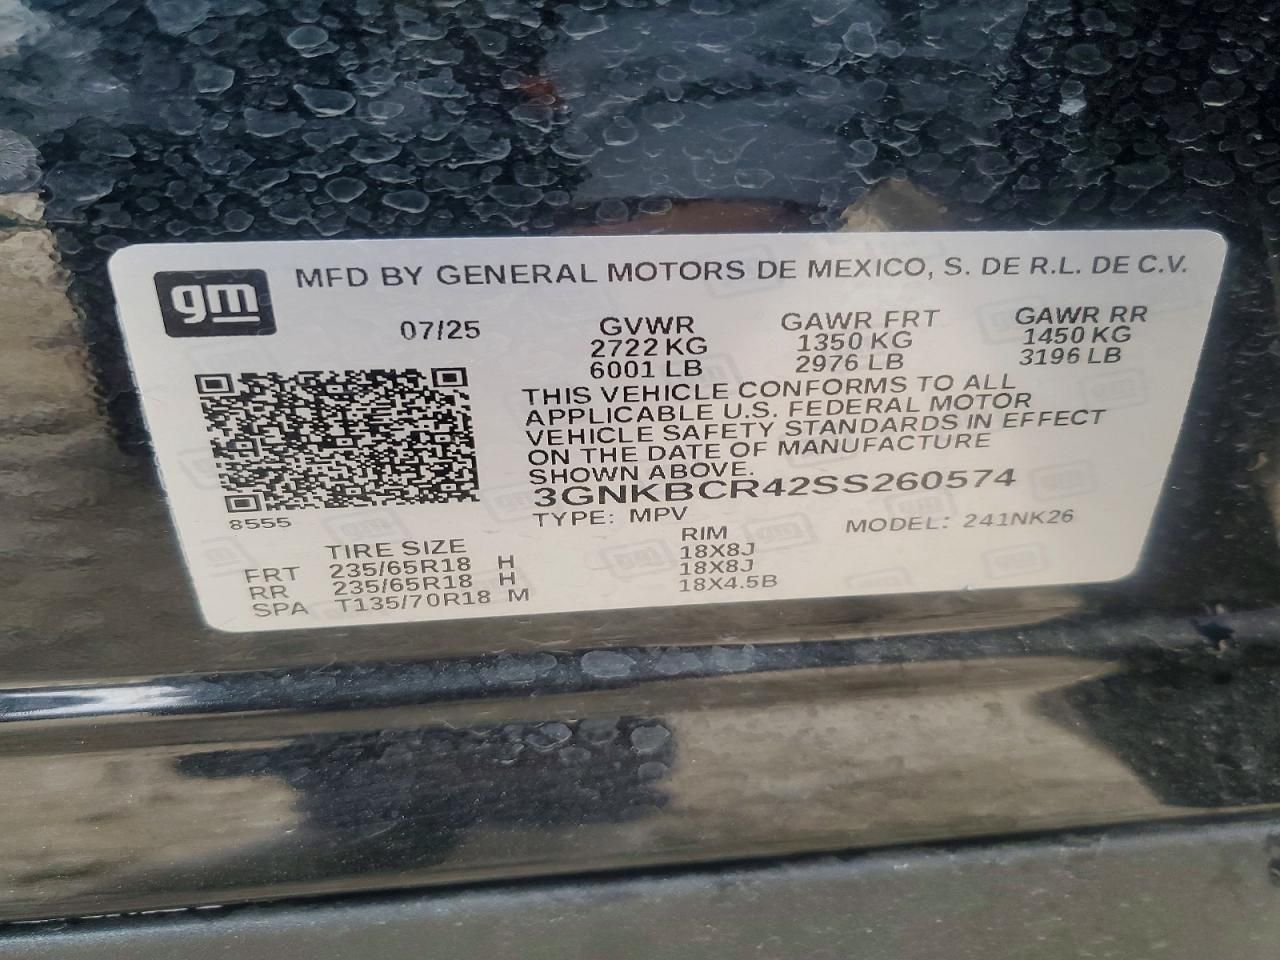 gm MFD BY GENERAL MOTORS DE MEXICO, S. DE R.L. DE C.V.
07/25 GVWR GAWR FRT GAWR RR
2722 KG 1350 KG 1450 KG
6001 LB 2976 LB 3196 LB
THIS VEHICLE CONFORMS TO ALL
APPLICABLE U.S. FEDERAL MOTOR
VEHICLE SAFETY STANDARDS IN EFFECT
ON THE DATE OF MANUFACTURE
SHOWN ABOVE.
3GNKBCR42SS260574
8555 TYPE: MPV MODEL: 241NK26
TIRE SIZE RIM
FRT 235/65R18 H 18X8J
RR 235/65R18 H 18X8J
SPA T135/70R18 M 18X4.5B